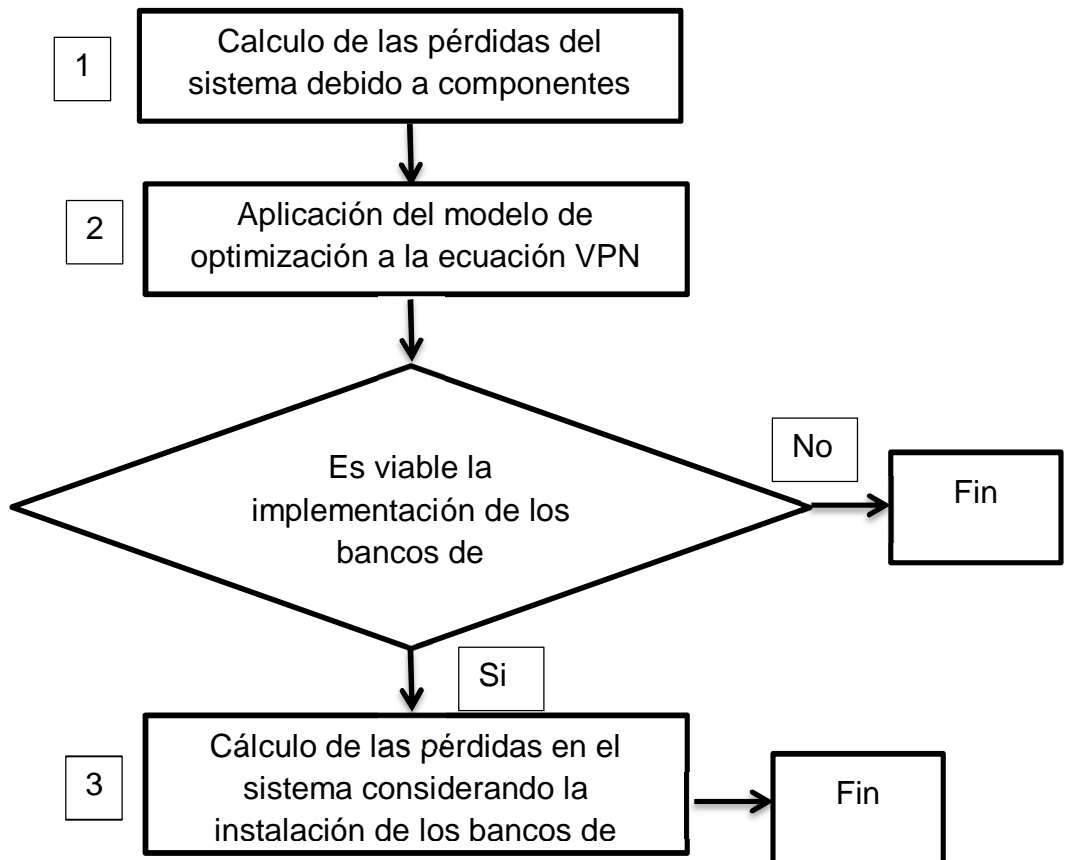 1
Calculo de las pérdidas del
sistema debido a componentes
2
Aplicación del modelo de
optimización a la ecuación VPN
Es viable la
implementación de los
bancos de
No
Fin
Si
3
Cálculo de las pérdidas en el
sistema considerando la
instalación de los bancos de
Fin